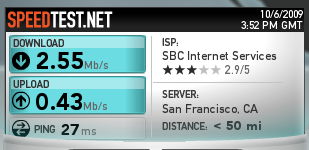 SPEEDTEST.NET
10/6/2009
3:52 PM GMT
DOWNLOAD
2.55 Mb/s
UPLOAD
0.43 Mb/s
PING 27 ms
ISP:
SBC Internet Services
2.9/5
SERVER:
San Francisco, CA
DISTANCE: < 50 mi